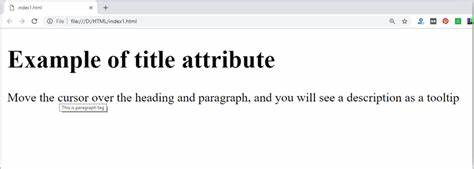 index1.html
File | file:///D:/HTML/index1.html
Example of title attribute
Move the cursor over the heading and paragraph, and you will see a description as a tooltip
This is paragraph tag